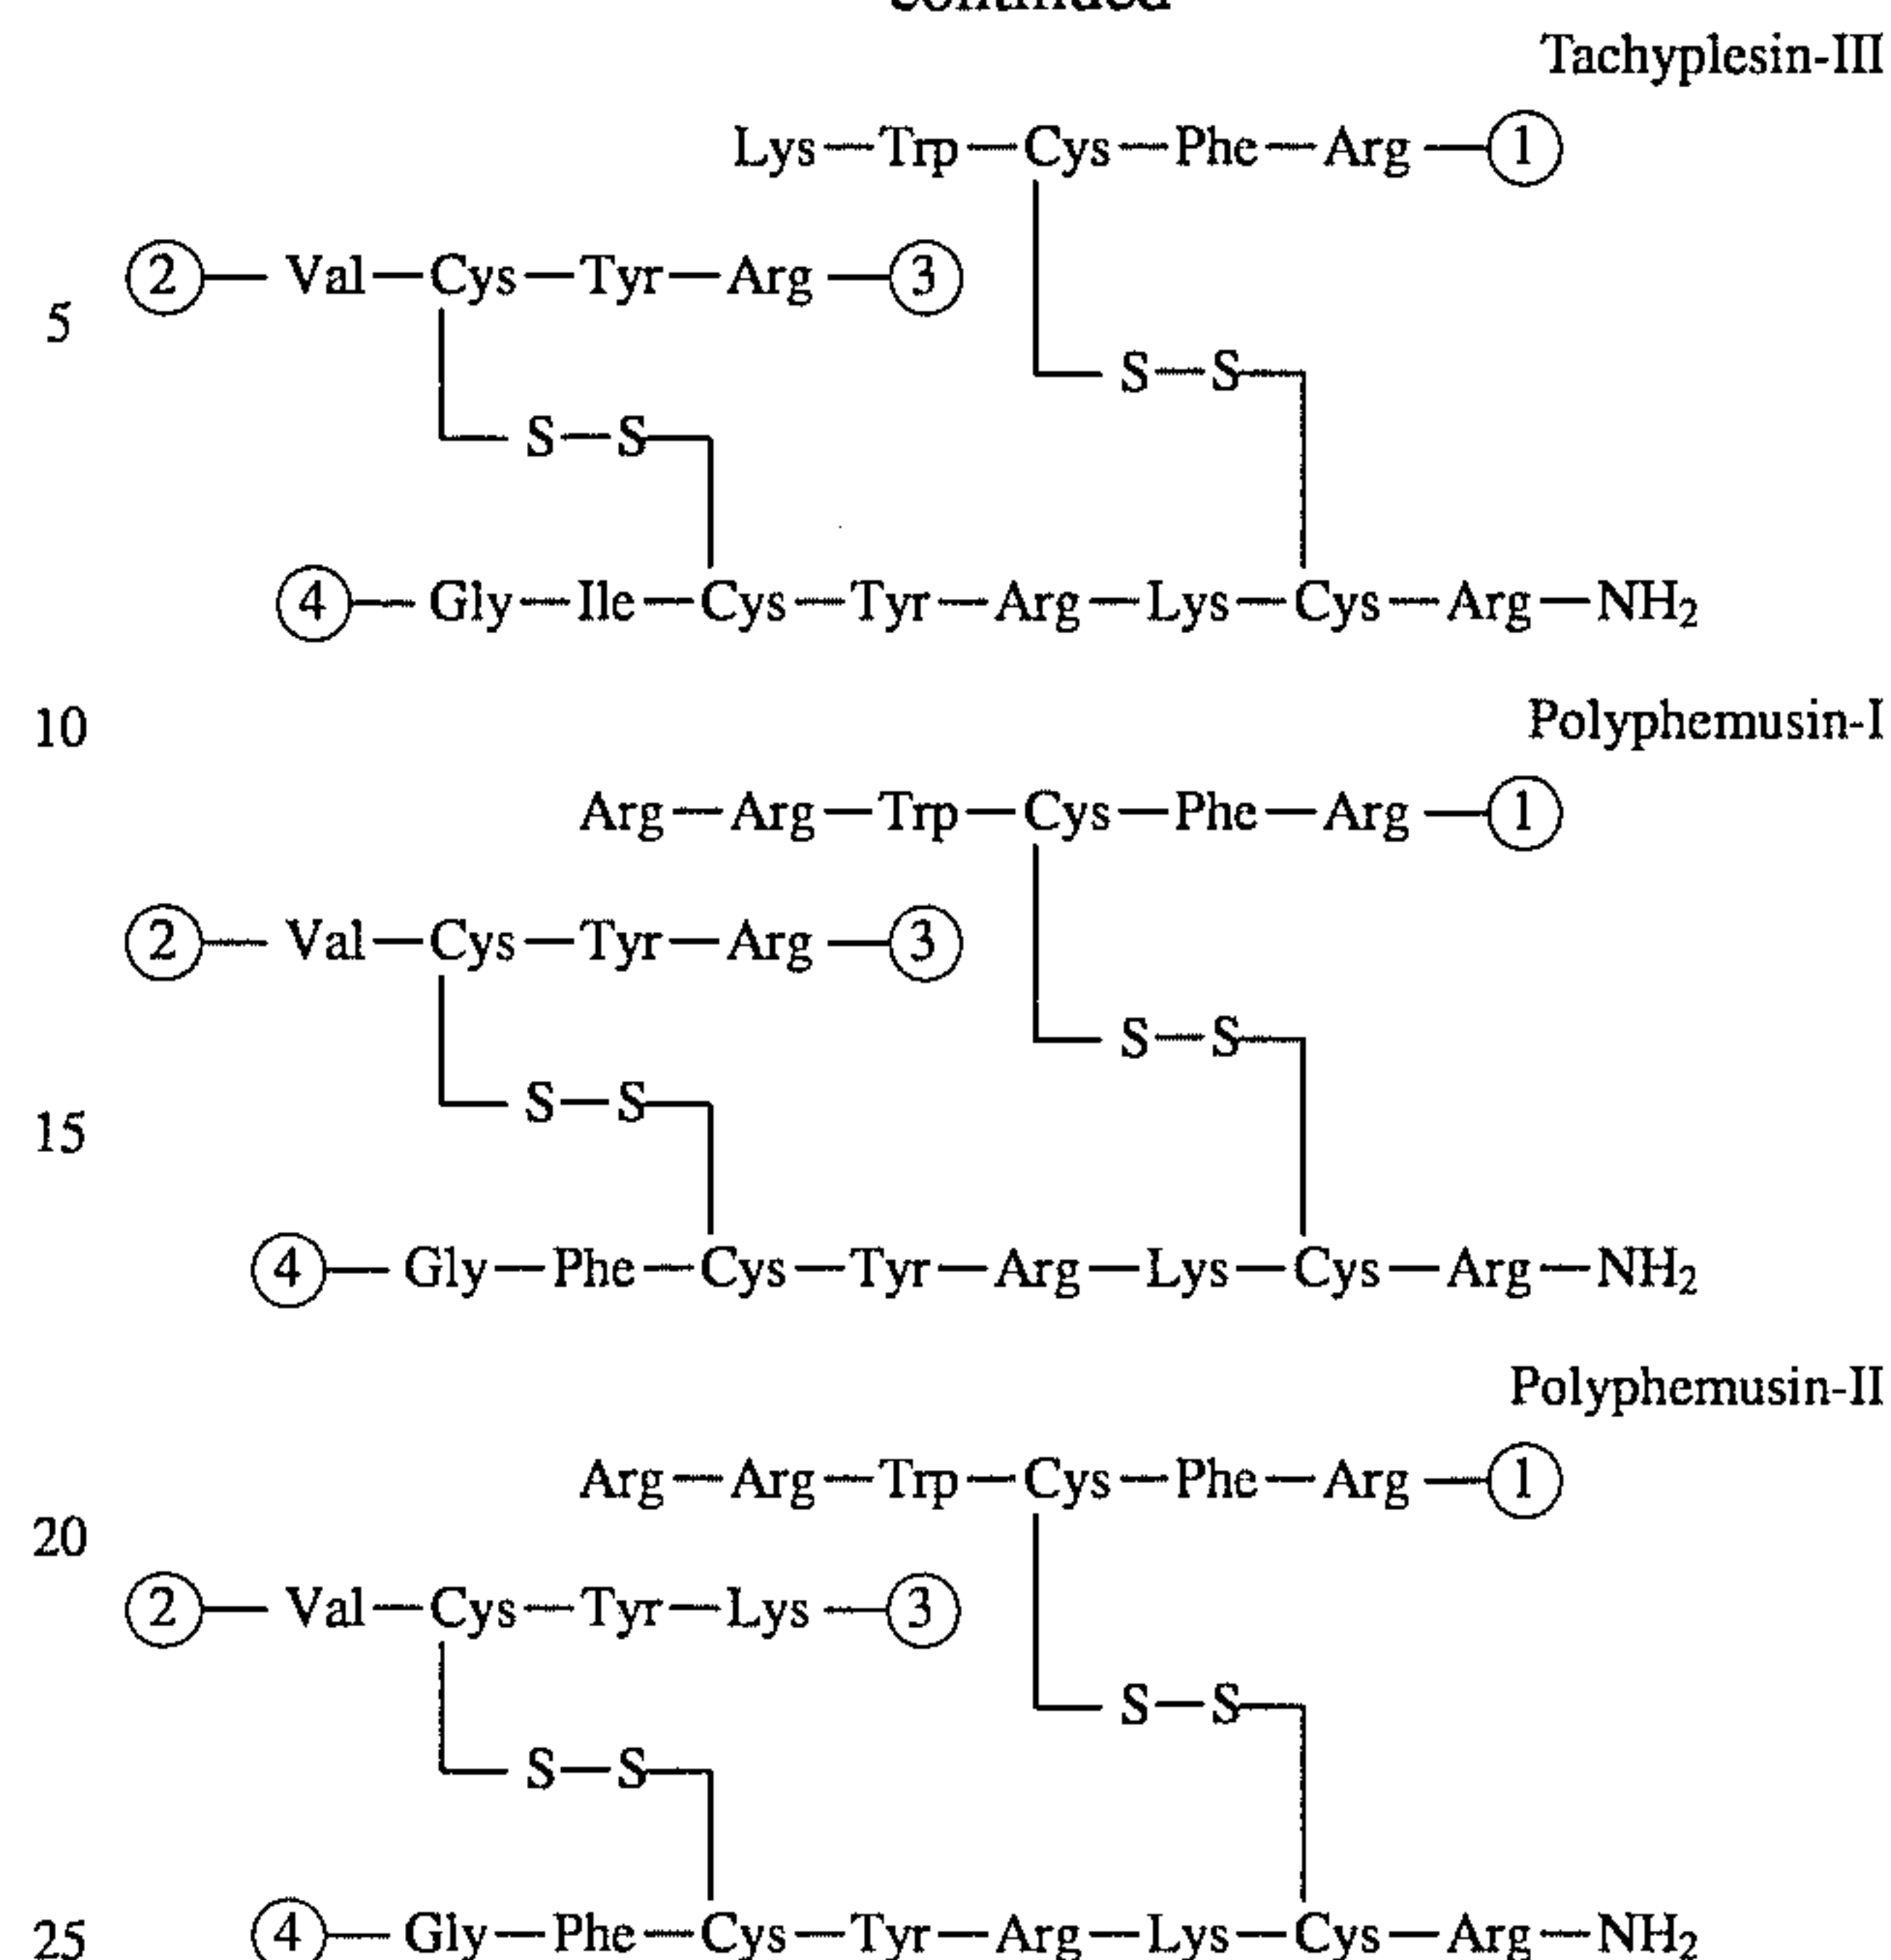 continued
Tachyplesin-III
Lys—Trp—Cys—Phe—Arg—①
②—Val—Cys—Tyr—Arg—③
5
S—S
S—S
④—Gly—Ile—Cys—Tyr—Arg—Lys—Cys—Arg—NH₂
10
Polyphemusin-I
Arg—Arg—Trp—Cys—Phe—Arg—①
②—Val—Cys—Tyr—Arg—③
S—S
S—S
15
④—Gly—Phe—Cys—Tyr—Arg—Lys—Cys—Arg—NH₂
Polyphemusin-II
Arg—Arg—Trp—Cys—Phe—Arg—①
20
②—Val—Cys—Tyr—Lys—③
S—S
S—S
25
④—Gly—Phe—Cys—Tyr—Arg—Lys—Cys—Arg—NH₂